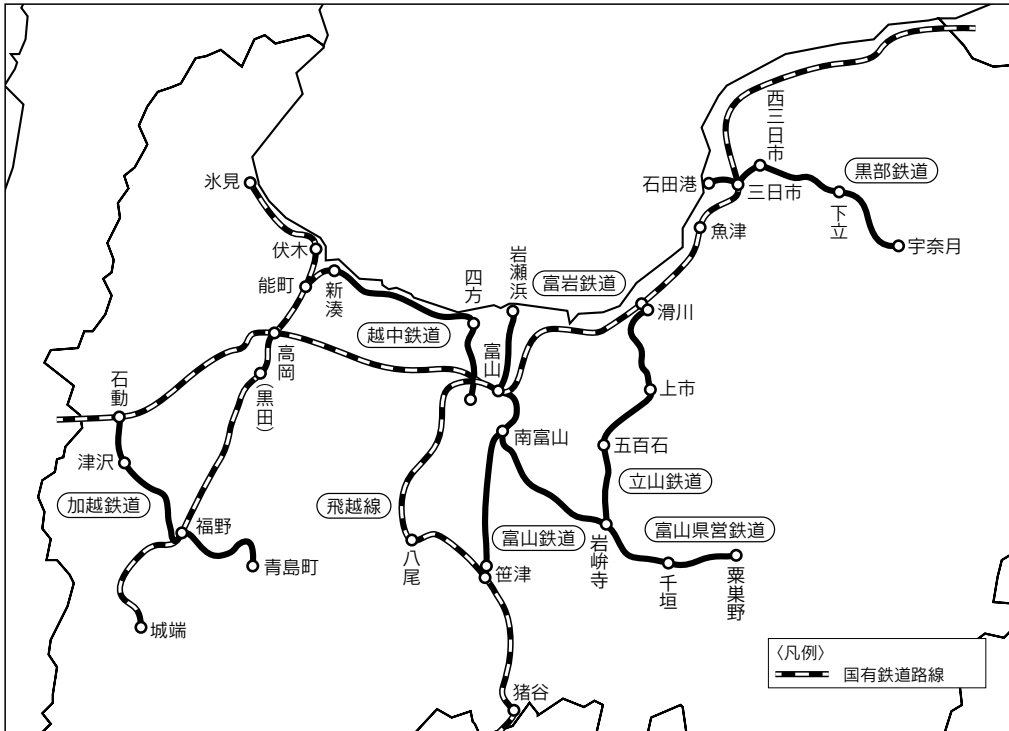 西三日市
石田港
三日市
黒部鉄道
下立
宇奈月
魚津
氷見
伏木
能町
新湊
四方
岩瀬浜
富岩鉄道
滑川
越中鉄道
富山
高岡
(黒田)
石動
上市
南富山
五百石
津沢
立山鉄道
加越鉄道
飛越線
福野
富山鉄道
富山県営鉄道
八尾
岩峅寺
青島町
笹津
千垣
粟巣野
城端
猪谷
〈凡例〉
国有鉄道路線